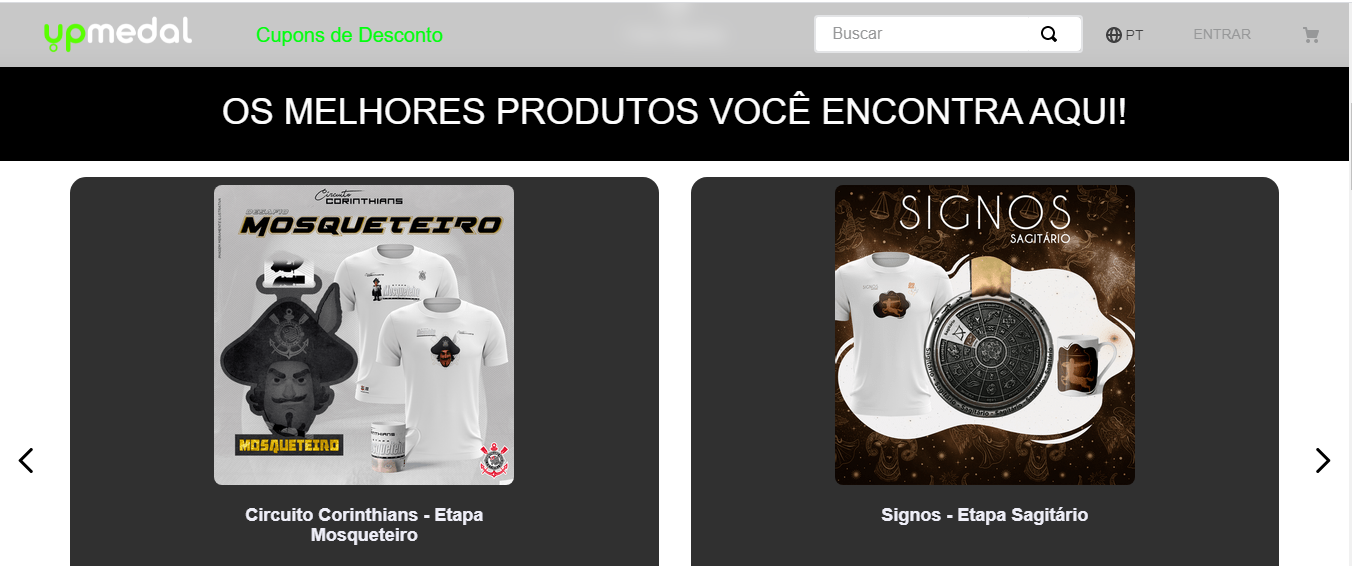 upmedal
Cupons de Desconto
Buscar
PT
ENTRAR
OS MELHORES PRODUTOS VOCÊ ENCONTRA AQUI!
Circuito
CORINTHIANS
DESAFIO
MOSQUETEIRO
MOSQUETEIRO
Circuito Corinthians - Etapa
Mosqueteiro
SIGNOS
SAGITÁRIO
Signos - Etapa Sagitário